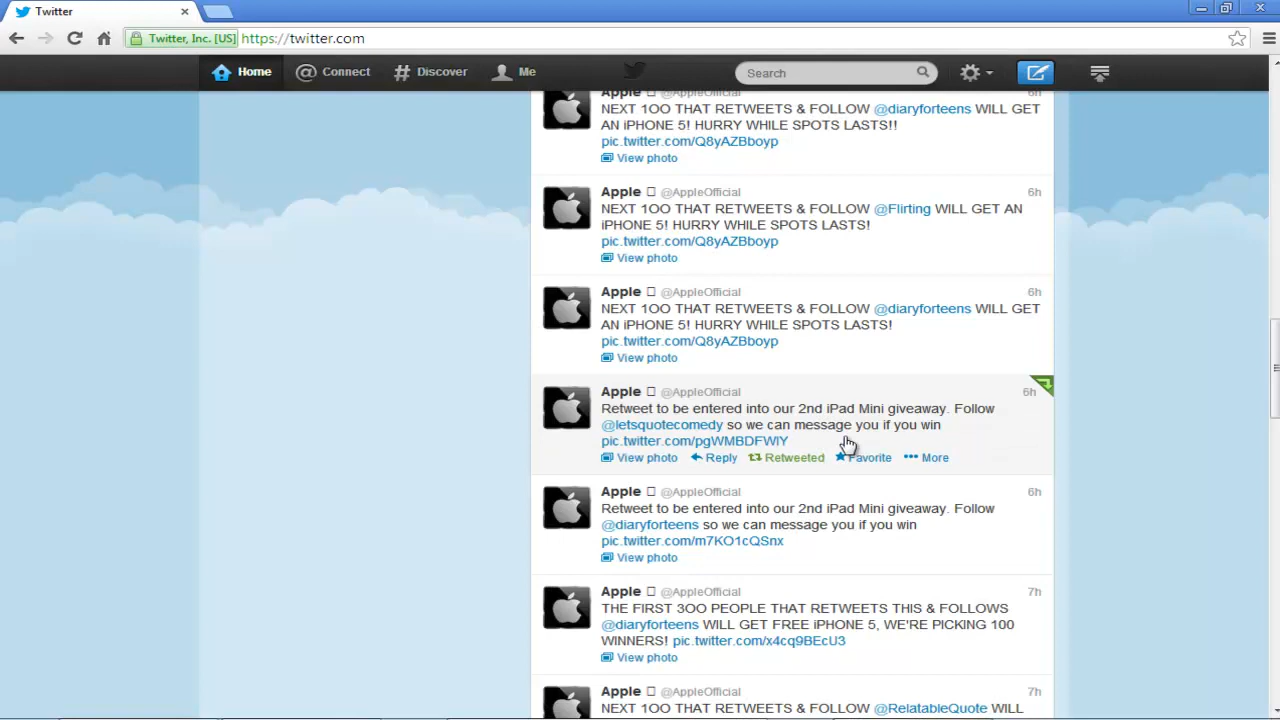 Twitter
Twitter, Inc. [US] https://twitter.com
Home Connect Discover Me Search
Apple @AppleOfficial 6h
NEXT 1OO THAT RETWEETS & FOLLOW @diaryforteens WILL GET
AN iPHONE 5! HURRY WHILE SPOTS LASTS!!
pic.twitter.com/Q8yAZBboyp
View photo
Apple @AppleOfficial 6h
NEXT 1OO THAT RETWEETS & FOLLOW @Flirting WILL GET AN
iPHONE 5! HURRY WHILE SPOTS LASTS!
pic.twitter.com/Q8yAZBboyp
View photo
Apple @AppleOfficial 6h
NEXT 1OO THAT RETWEETS & FOLLOW @diaryforteens WILL GET
AN iPHONE 5! HURRY WHILE SPOTS LASTS!
pic.twitter.com/Q8yAZBboyp
View photo
Apple @AppleOfficial 6h
Retweet to be entered into our 2nd iPad Mini giveaway. Follow
@letsquotecomedy so we can message you if you win
pic.twitter.com/pgWMBDFWlY
View photo Reply Retweeted Favorite More
Apple @AppleOfficial 6h
Retweet to be entered into our 2nd iPad Mini giveaway. Follow
@diaryforteens so we can message you if you win
pic.twitter.com/m7KO1cQSnx
View photo
Apple @AppleOfficial 7h
THE FIRST 3OO PEOPLE THAT RETWEETS THIS & FOLLOWS
@diaryforteens WILL GET FREE iPHONE 5, WE'RE PICKING 100
WINNERS! pic.twitter.com/x4cq9BEcU3
View photo
Apple @AppleOfficial 7h
NEXT 1OO THAT RETWEETS & FOLLOW @RelatableQuote WILL